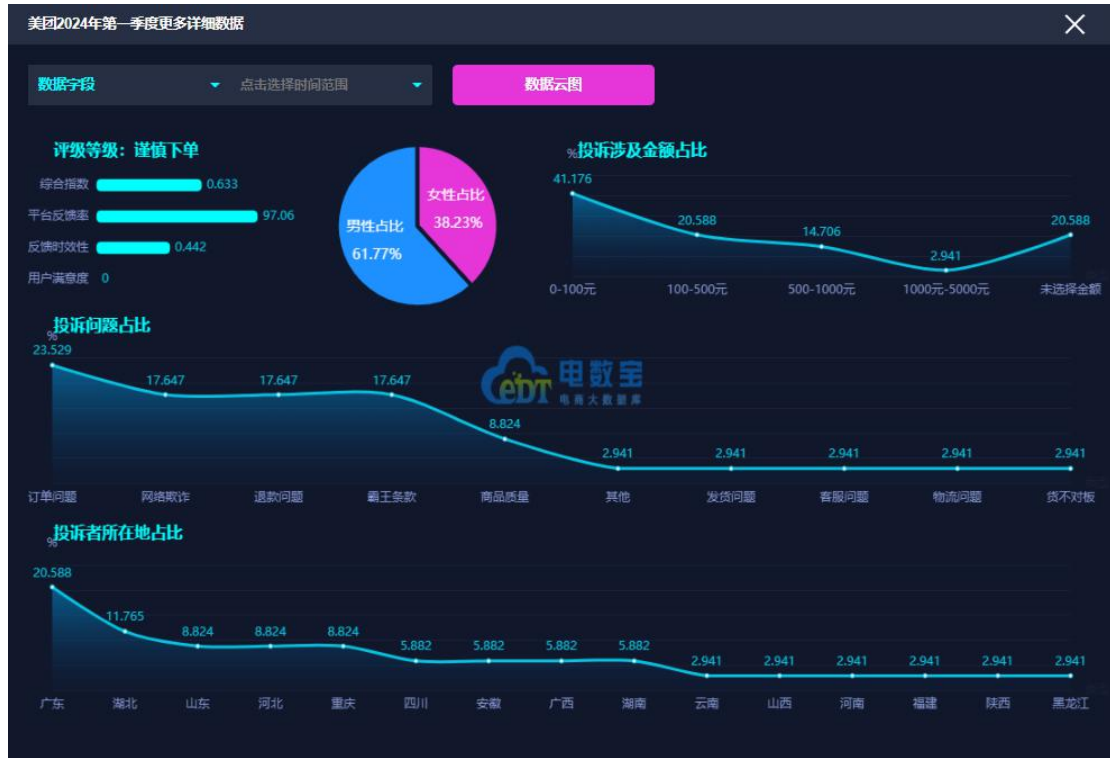 美团2024年第一季度更多详细数据
数据字段
点击选择时间范围
数据云图
评级等级：谨慎下单
综合指数 0.633
平台反馈率 97.06
反馈时效性 0.442
用户满意度 0
女性占比
38.23%
男性占比
61.77%
%投诉涉及金额占比
41.176 20.588 14.706 2.941 20.588
0-100元 100-500元 500-1000元 1000元-5000元 未选择金额
%投诉问题占比
23.529 17.647 17.647 17.647 8.824 2.941 2.941 2.941 2.941 2.941
订单问题 网络欺诈 退款问题 霸王条款 商品质量 其他 发货问题 客服问题 物流问题 货不对板
eDT 电数宝
电商大数据库
%投诉者所在地占比
20.588 11.765 8.824 8.824 8.824 5.882 5.882 5.882 5.882 2.941 2.941 2.941 2.941 2.941 2.941
广东 湖北 山东 河北 重庆 四川 安徽 广西 湖南 云南 山西 河南 福建 陕西 黑龙江